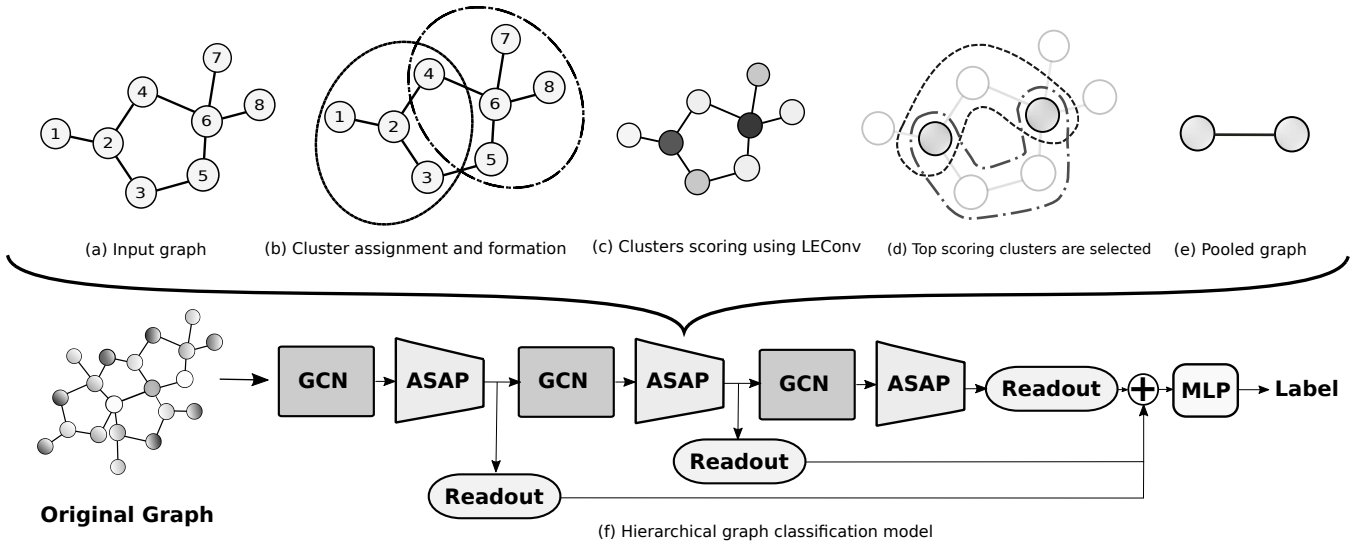 7
4
8
6
1
2
5
3
7
4
8
6
1
2
5
3
(a) Input graph
(b) Cluster assignment and formation
(c) Clusters scoring using LEConv
(d) Top scoring clusters are selected
(e) Pooled graph
GCN
ASAP
GCN
ASAP
GCN
ASAP
Readout
+
MLP
Label
Readout
Readout
Original Graph
(f) Hierarchical graph classification model